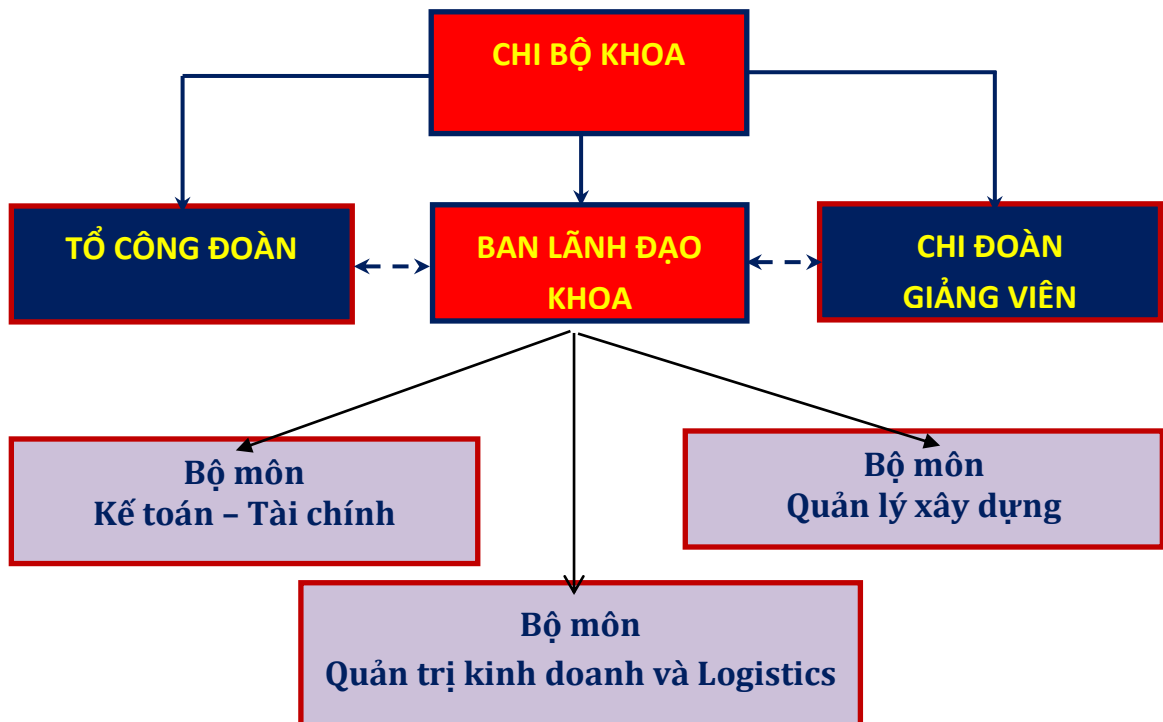 CHI BỘ KHOA
TỔ CÔNG ĐOÀN
BAN LÃNH ĐẠO
KHOA
CHI ĐOÀN
GIẢNG VIÊN
Bộ môn
Kế toán – Tài chính
Bộ môn
Quản lý xây dựng
Bộ môn
Quản trị kinh doanh và Logistics